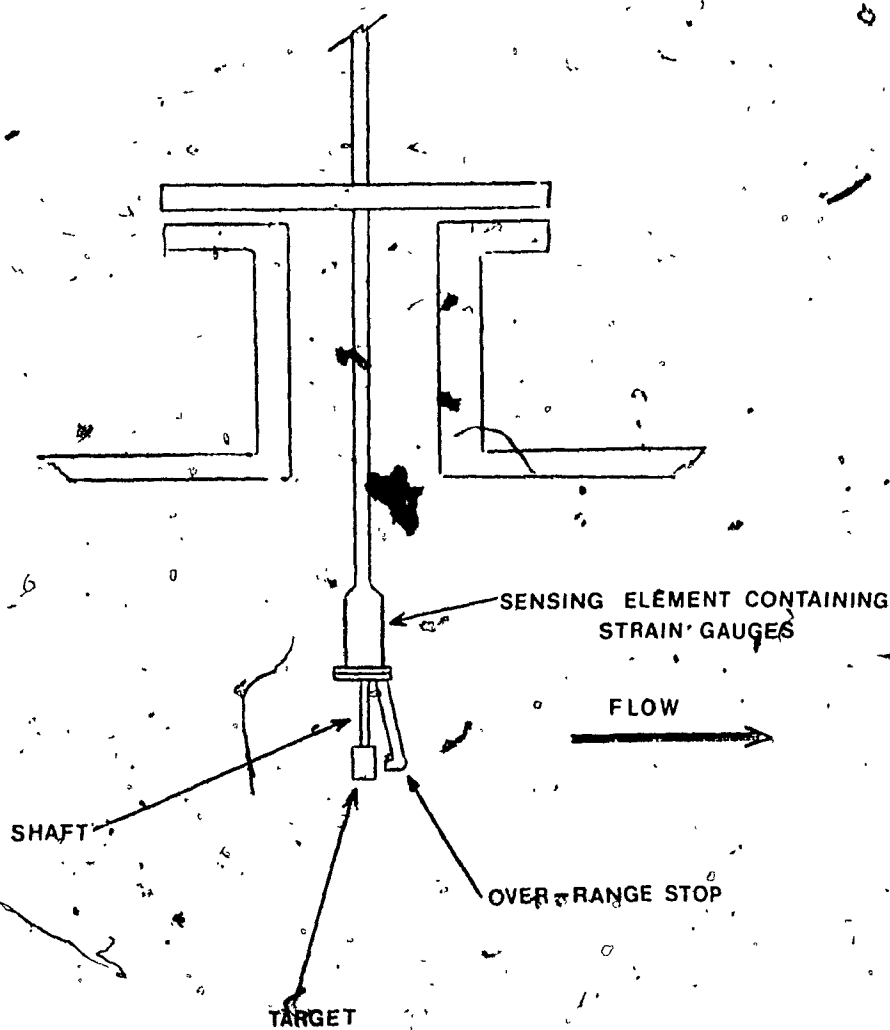 SENSING ELEMENT CONTAINING
STRAIN GAUGES
FLOW
SHAFT
OVER-RANGE STOP
TARGET